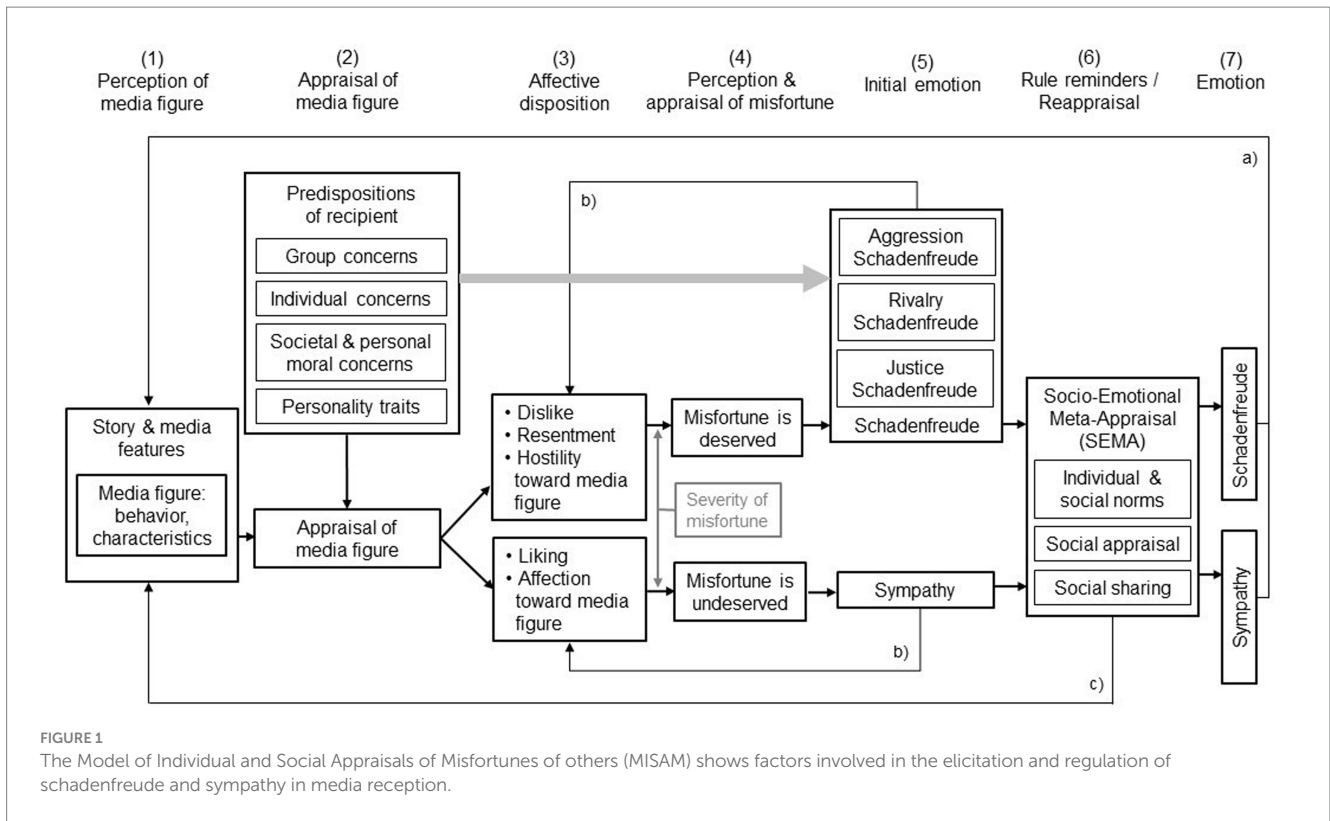 (1)
Perception of
media figure
(2)
Appraisal of
media figure
(3)
Affective
disposition
(4)
Perception &
appraisal of misfortune
(5)
Initial emotion
(6)
Rule reminders /
Reappraisal
(7)
Emotion
a)
Predispositions
of recipient
Group concerns
Individual concerns
Societal & personal
moral concerns
Personality traits
b)
Aggression
Schadenfreude
Rivalry
Schadenfreude
Justice
Schadenfreude
Schadenfreude
Story & media
features
Media figure:
behavior,
characteristics
Appraisal of
media figure
• Dislike
• Resentment
• Hostility
toward media
figure
Severity of
misfortune
• Liking
• Affection
toward media
figure
Misfortune is
deserved
Misfortune is
undeserved
Sympathy
b)
Socio-Emotional
Meta-Appraisal
(SEMA)
Individual &
social norms
Social appraisal
Social sharing
c)
Schadenfreude
Sympathy
FIGURE 1
The Model of Individual and Social Appraisals of Misfortunes of others (MISAM) shows factors involved in the elicitation and regulation of
schadenfreude and sympathy in media reception.